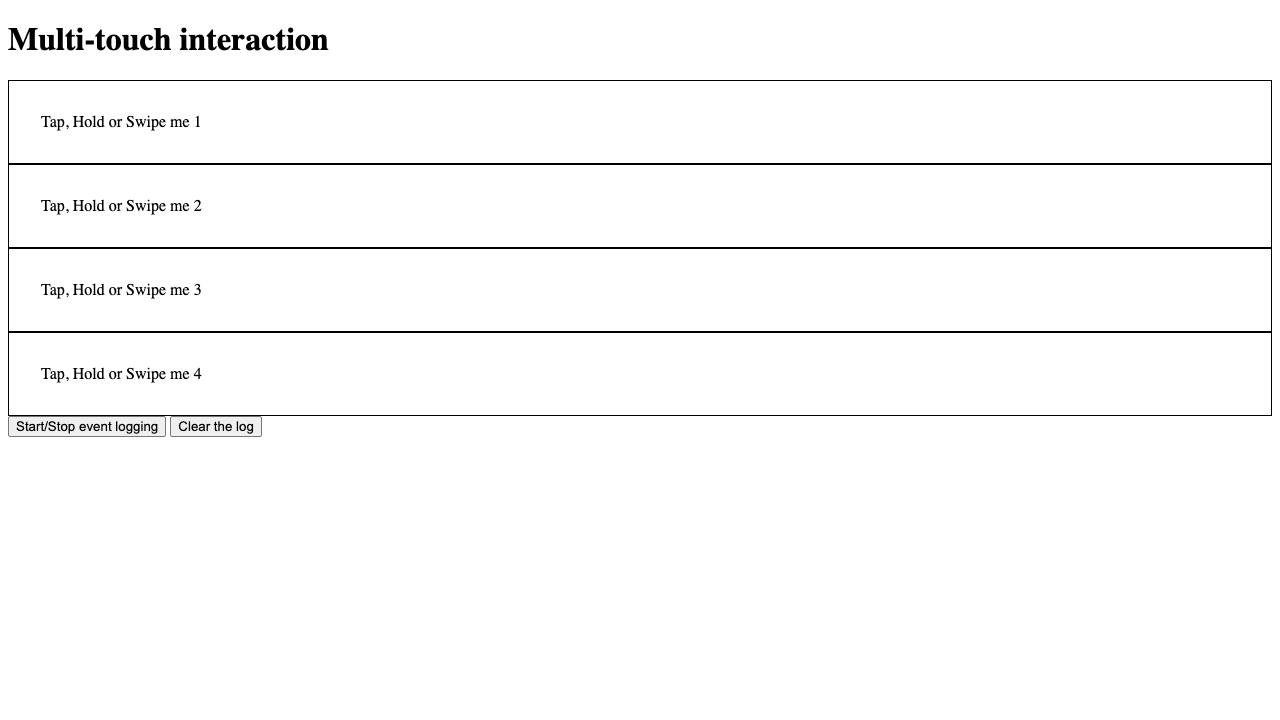 Multi-touch interaction
Tap, Hold or Swipe me 1
Tap, Hold or Swipe me 2
Tap, Hold or Swipe me 3
Tap, Hold or Swipe me 4
Start/Stop event logging Clear the log